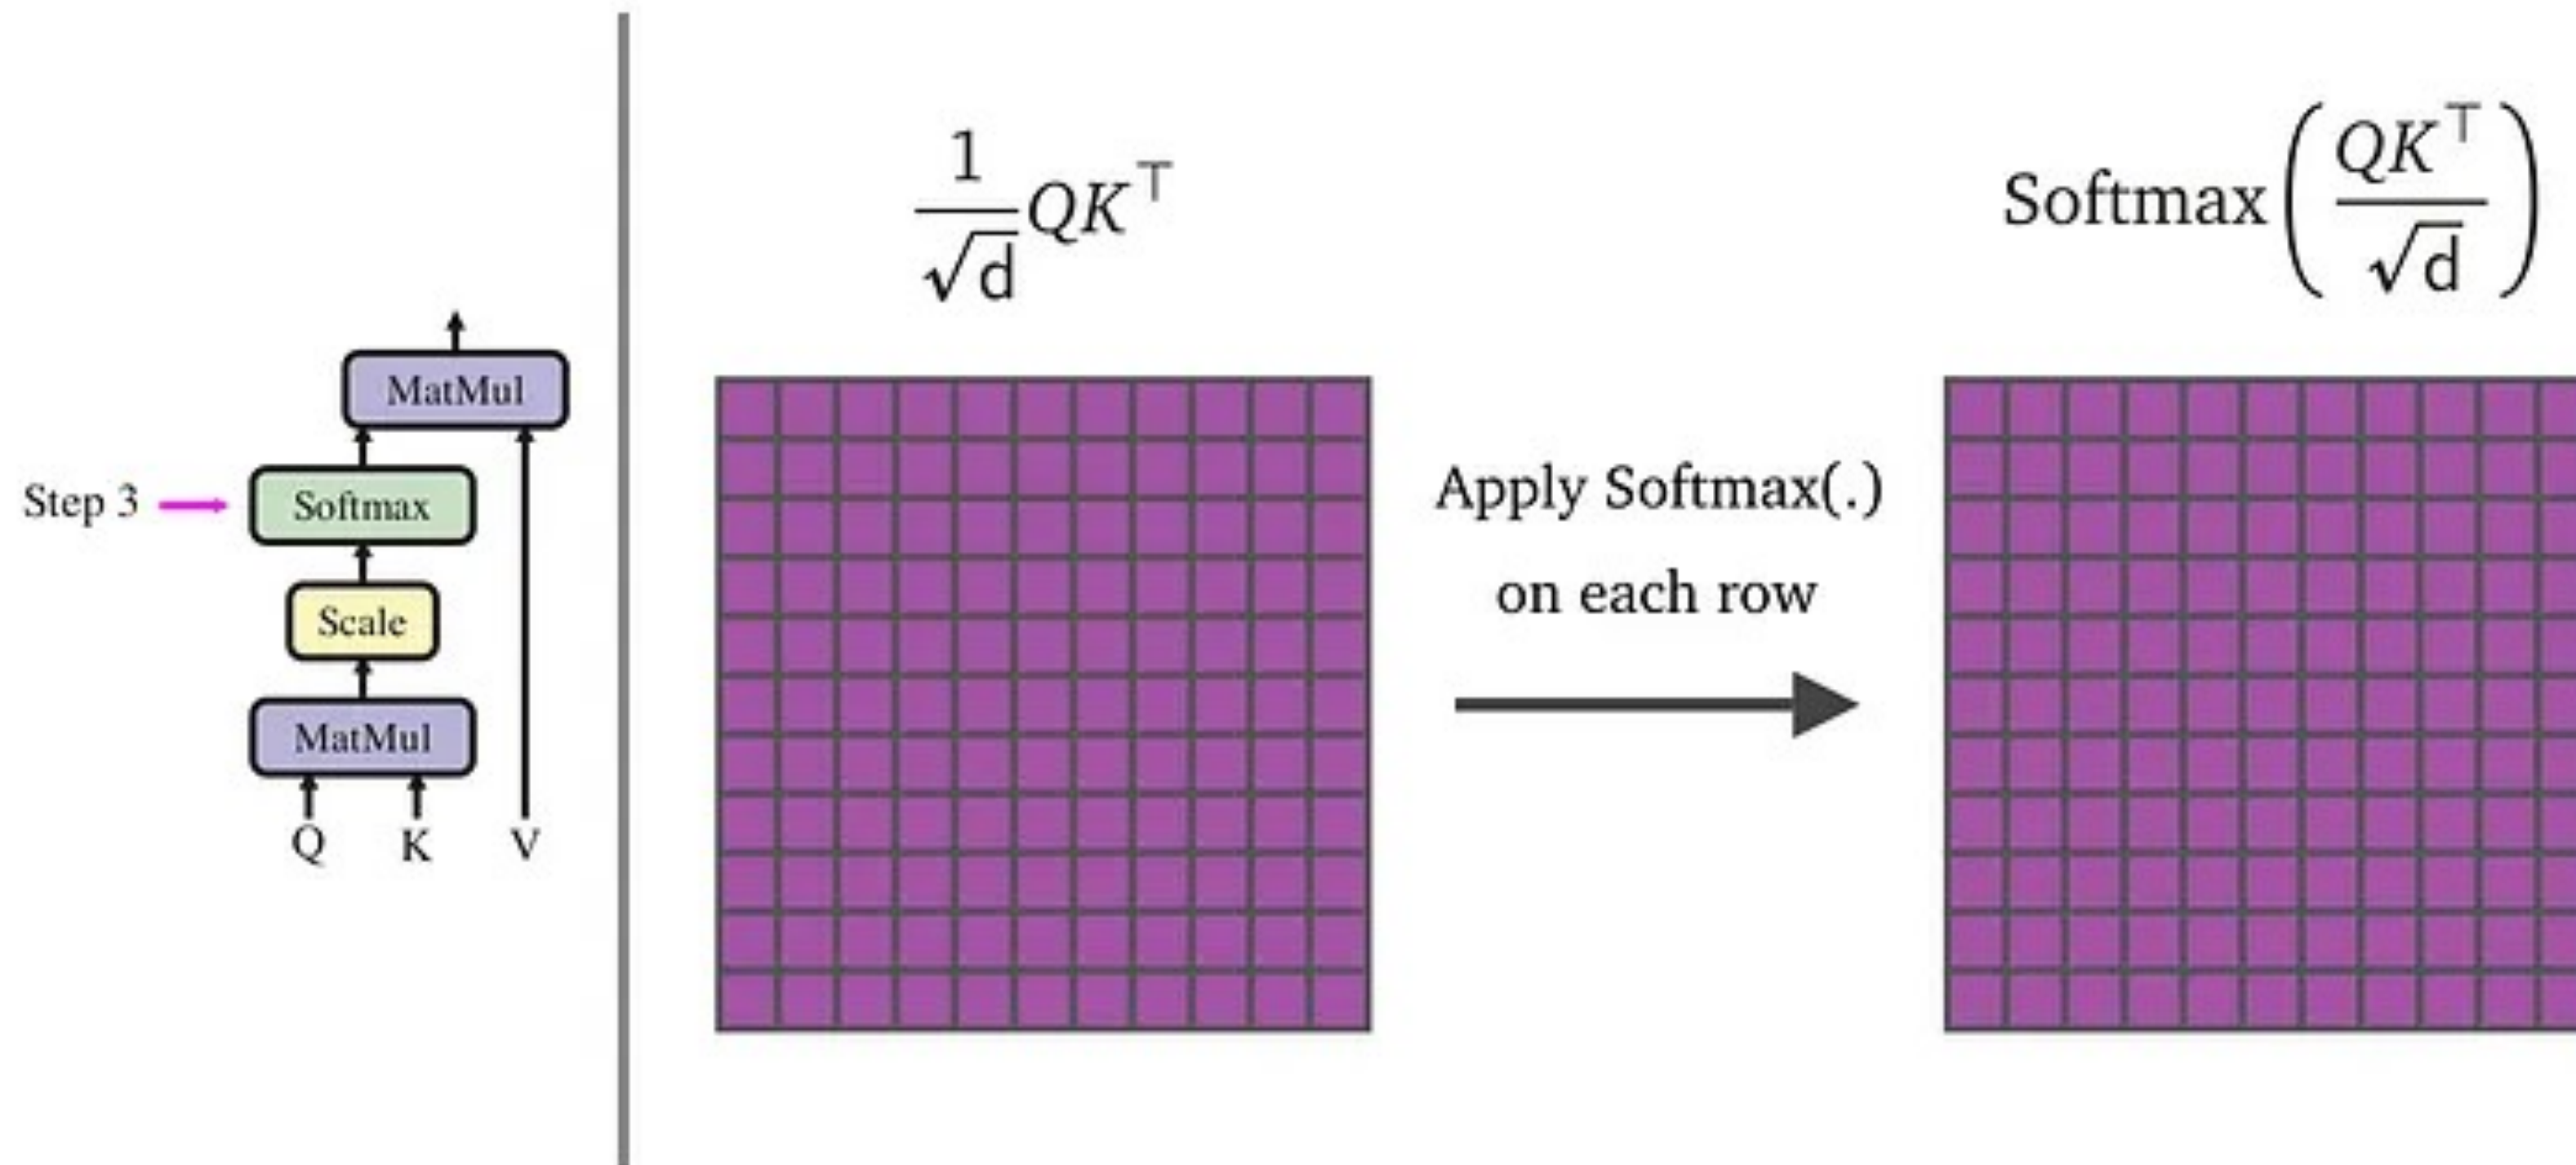 MatMul
Step 3
Softmax
Scale
MatMul
Q K V
1
√d
QK⊤
Apply Softmax(.)
on each row
Softmax(QK⊤
√d)